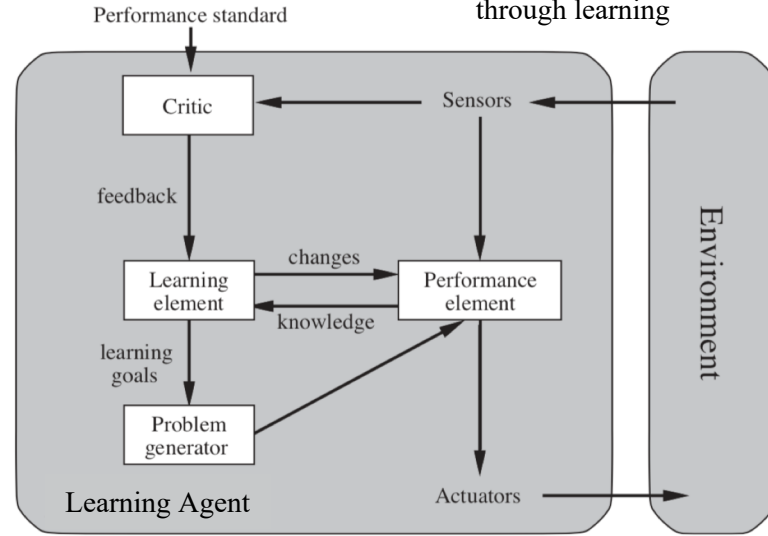 Performance standard
through learning
Critic
Sensors
feedback
changes
Learning
element
Performance
element
knowledge
learning
goals
Problem
generator
Environment
Learning Agent
Actuators